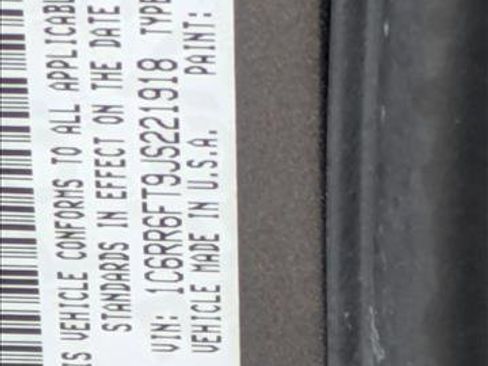 IS VEHICLE CONFORMS TO ALL APPLICABL
STANDARDS IN EFFECT ON THE DATE
VIN: 1C6RR6FT9JS221918 TYPE
VEHICLE MADE IN U.S.A. PAINT: